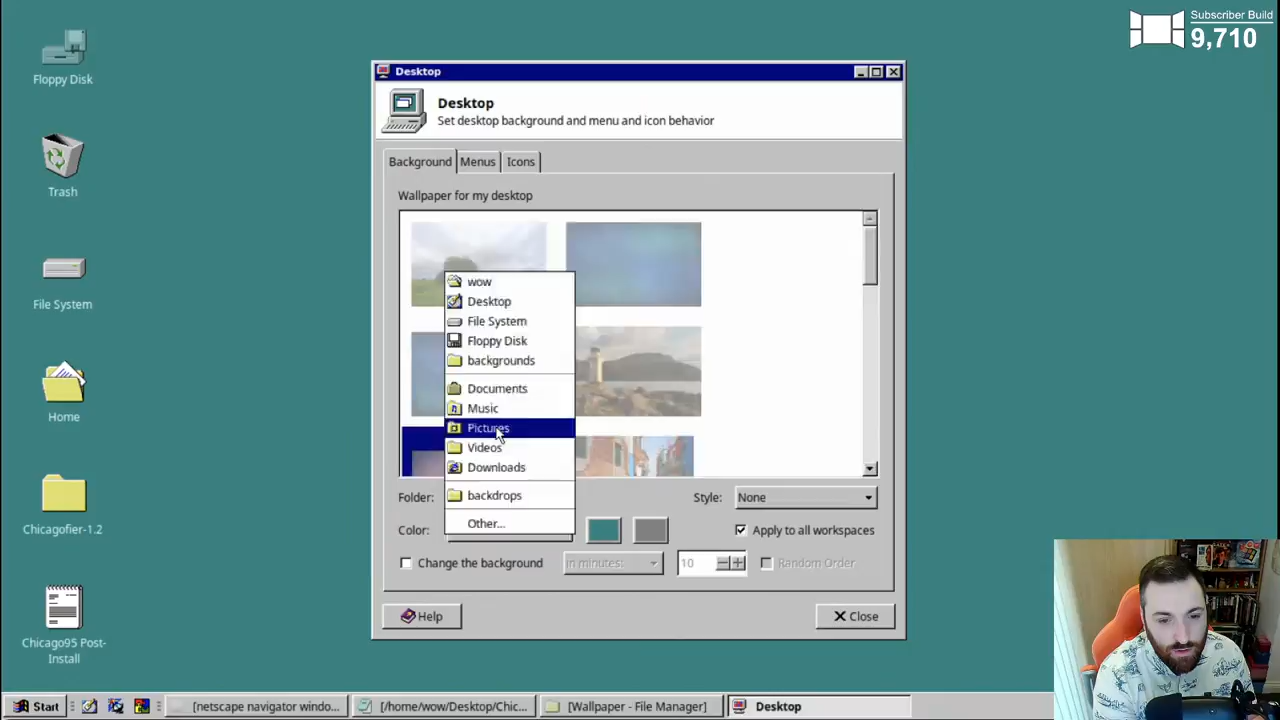 Subscriber Build
9,710
Floppy Disk
Trash
File System
Home
Chicagofier-1.2
Chicago95 Post-
Install
Desktop
Desktop
Set desktop background and menu and icon behavior
Background
Menus
Icons
Wallpaper for my desktop
wow
Desktop
File System
Floppy Disk
backgrounds
Documents
Music
Pictures
Videos
Downloads
backdrops
Other...
Folder:
Style:
None
Color:
Apply to all workspaces
Change the background
in minutes:
10
Random Order
Help
Close
Start
[netscape navigator windo...
[/home/wow/Desktop/Chic...
[Wallpaper - File Manager]
Desktop